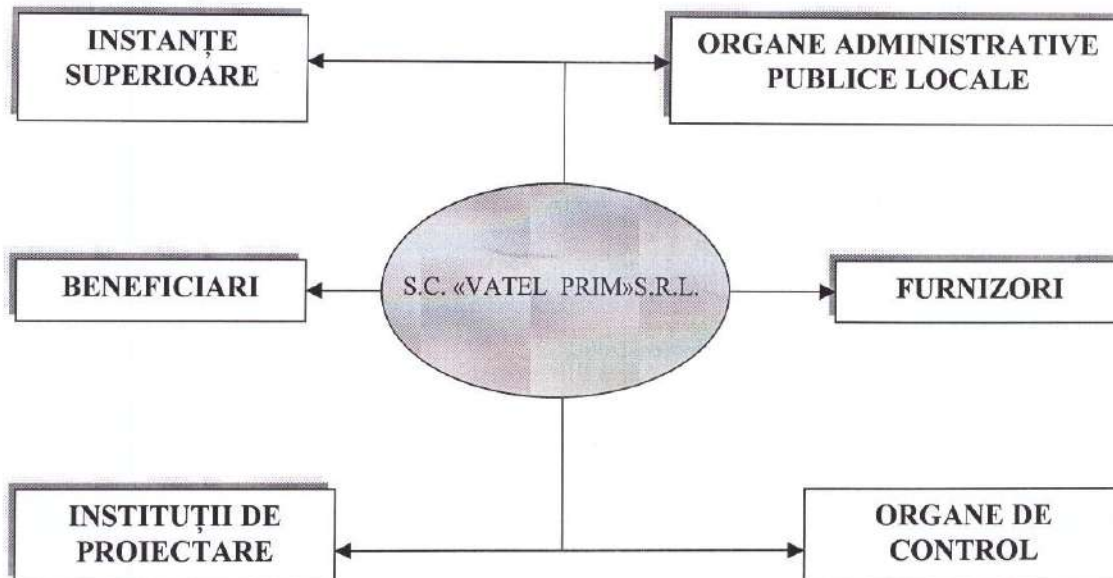 INSTANȚE
SUPERIOARE
ORGANE ADMINISTRATIVE
PUBLICE LOCALE
BENEFICIARI
S.C. «VATEL PRIM»S.R.L.
FURNIZORI
INSTITUȚII DE
PROIECTARE
ORGANE DE
CONTROL